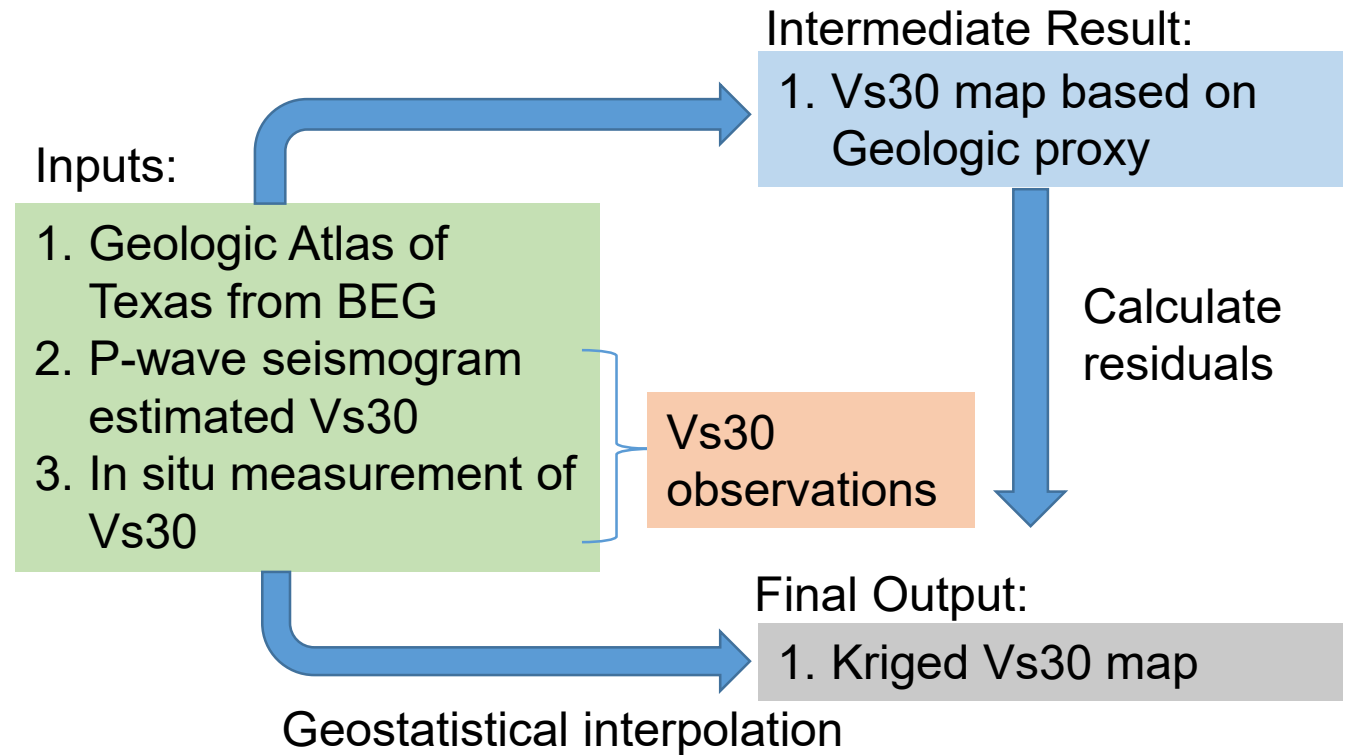 Inputs:
1. Geologic Atlas of
Texas from BEG
2. P-wave seismogram
estimated Vs30
3. In situ measurement of
Vs30
Vs30
observations
Intermediate Result:
1. Vs30 map based on
Geologic proxy
Calculate
residuals
Final Output:
1. Kriged Vs30 map
Geostatistical interpolation